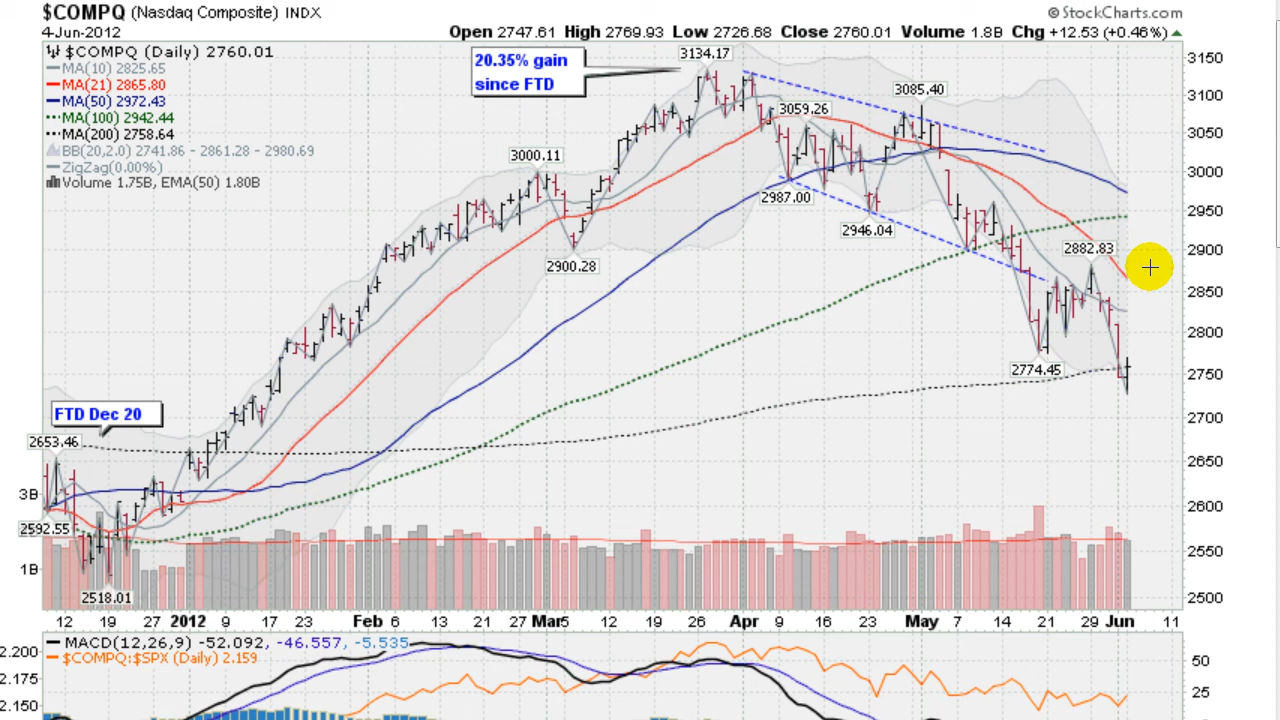 $COMPQ (Nasdaq Composite) INDX
© StockCharts.com
4-Jun-2012
Open 2747.61 High 2769.93 Low 2726.68 Close 2760.01 Volume 1.8B Chg +12.53 (+0.46%)
$COMPQ (Daily) 2760.01
MA(10) 2825.65
MA(21) 2865.80
MA(50) 2972.43
MA(100) 2942.44
MA(200) 2758.64
BB(20,2.0) 2741.86 - 2861.28 - 2980.69
ZigZag(0.00%)
Volume 1.75B, EMA(50) 1.80B
20.35% gain
since FTD
3134.17
3085.40
3059.26
3000.11
2987.00
2946.04
2900.28
2882.83
2774.45
FTD Dec 20
2653.46
2592.55
2518.01
3150
3100
3050
3000
2950
2900
2850
2800
2750
2700
2650
2600
2550
2500
3B
1B
12 19 27 2012 9 17 23 Feb 6 13 21 27 Mar 5 12 19 26 Apr 9 16 23 May 7 14 21 29 Jun 11
MACD(12,26,9) -52.092, -46.557, -5.535
$COMPQ:$SPX (Daily) 2.159
2.200
2.175
2.150
50
25